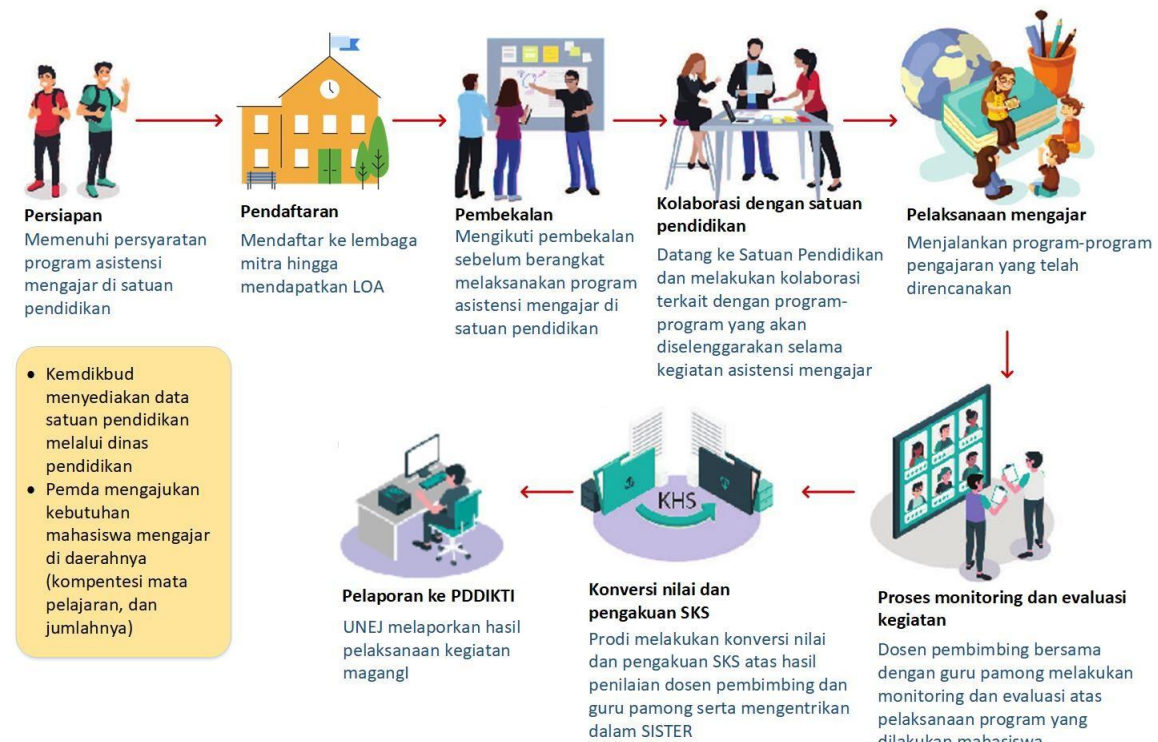 Persiapan
Memenuhi persyaratan
program asistensi
mengajar di satuan
pendidikan
Pendaftaran
Mendaftar ke lembaga
mitra hingga
mendapatkan LOA
Pembekalan
Mengikuti pembekalan
sebelum berangkat
melaksanakan program
asistensi mengajar di
satuan pendidikan
Kolaborasi dengan satuan
pendidikan
Datang ke Satuan Pendidikan
dan melakukan kolaborasi
terkait dengan program-
program yang akan
diselenggarakan selama
kegiatan asistensi mengajar
Pelaksanaan mengajar
Menjalankan program-program
pengajaran yang telah
direncanakan
• Kemdikbud
menyediakan data
satuan pendidikan
melalui dinas
pendidikan
• Pemda mengajukan
kebutuhan
mahasiswa mengajar
di daerahnya
(kompentesi mata
pelajaran, dan
jumlahnya)
Proses monitoring dan evaluasi
kegiatan
Dosen pembimbing bersama
dengan guru pamong melakukan
monitoring dan evaluasi atas
pelaksanaan program yang
dilakukan mahasiswa
KHS
Konversi nilai dan
pengakuan SKS
Prodi melakukan konversi nilai
dan pengakuan SKS atas hasil
penilaian dosen pembimbing dan
guru pamong serta mengentrikan
dalam SISTER
Pelaporan ke PDDIKTI
UNEJ melaporkan hasil
pelaksanaan kegiatan
magangl